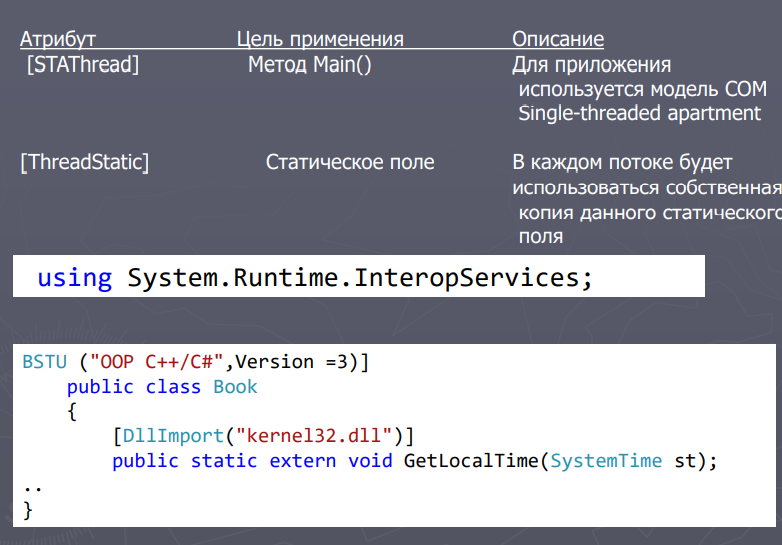 Атрибут Цель применения Описание
[STAThread] Метод Main() Для приложения
используется модель COM
Single-threaded apartment
[ThreadStatic] Статическое поле В каждом потоке будет
использоваться собственная
копия данного статического
поля
using System.Runtime.InteropServices;
BSTU ("OOP C++/C#",Version =3)]
public class Book
{
[DllImport("kernel32.dll")]
public static extern void GetLocalTime(SystemTime st);
..
}